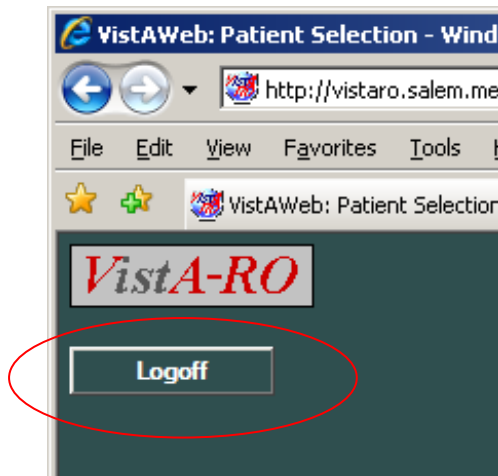 VistAWeb: Patient Selection - Wind
http://vistaro.salem.me
File Edit View Favorites Tools
VistAWeb: Patient Selection
VistA-RO
Logoff